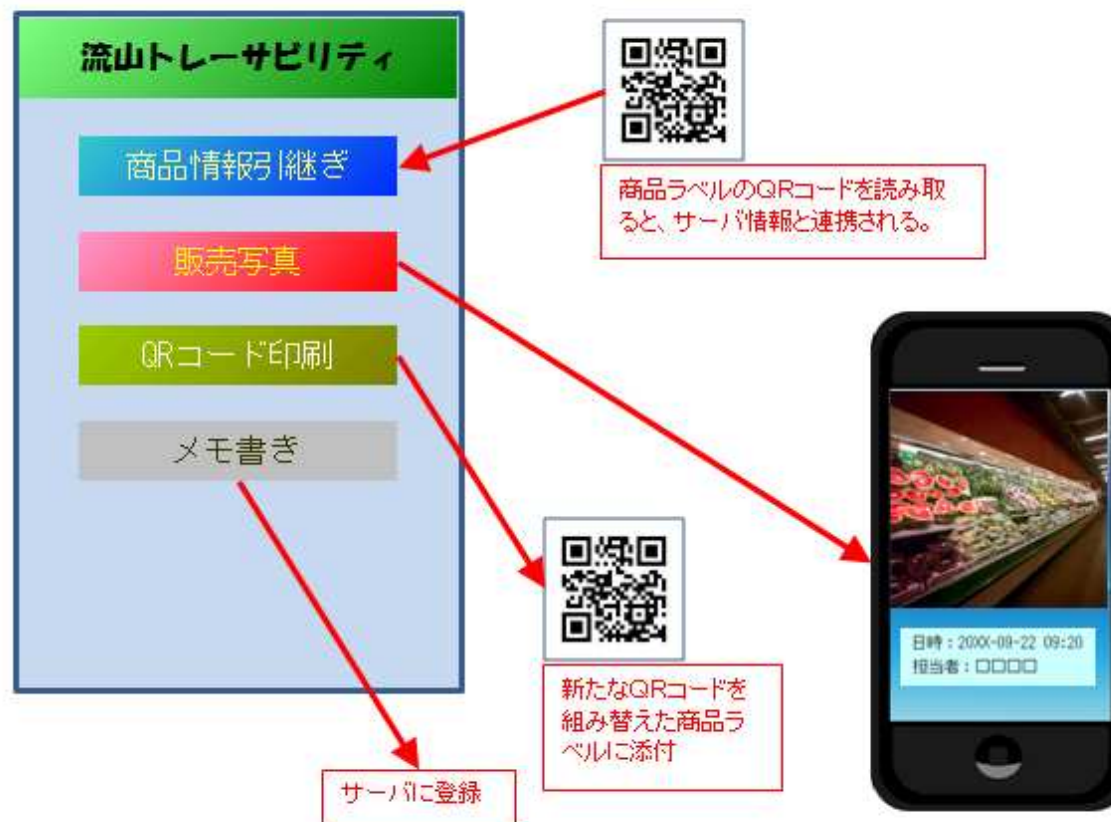 流山トレーサビリティ
商品情報引継ぎ
販売写真
QRコード印刷
メモ書き
商品ラベルのQRコードを読み取
ると、サーバ情報と連携される。
新たなQRコードを
組み替えた商品ラ
ベルに添付
サーバに登録
日時：20XX-09-22 09:20
担当者：□□□□